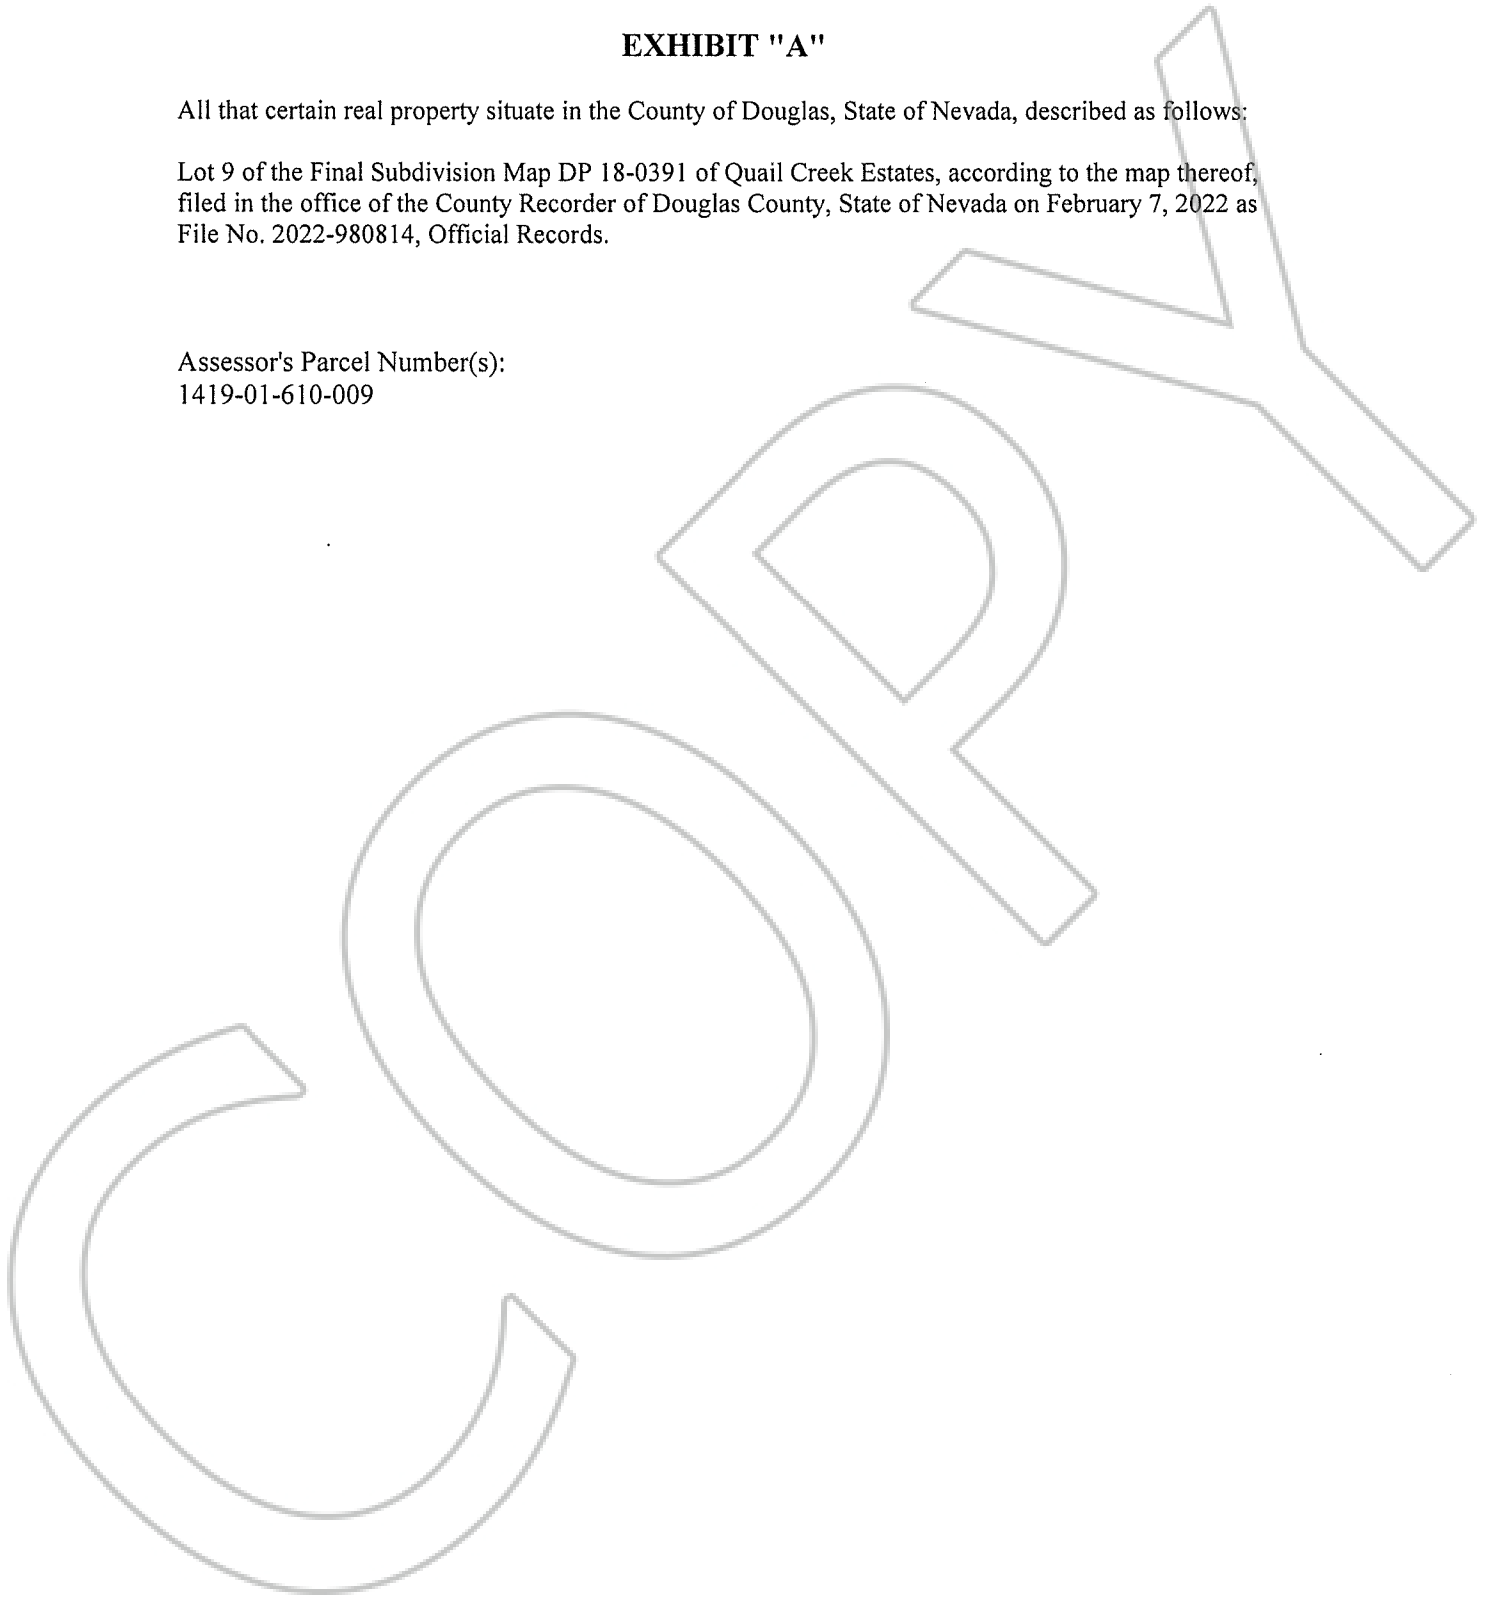 EXHIBIT "A"
All that certain real property situate in the County of Douglas, State of Nevada, described as follows:
Lot 9 of the Final Subdivision Map DP 18-0391 of Quail Creek Estates, according to the map thereof,
filed in the office of the County Recorder of Douglas County, State of Nevada on February 7, 2022 as
File No. 2022-980814, Official Records.
Assessor's Parcel Number(s):
1419-01-610-009
COPY